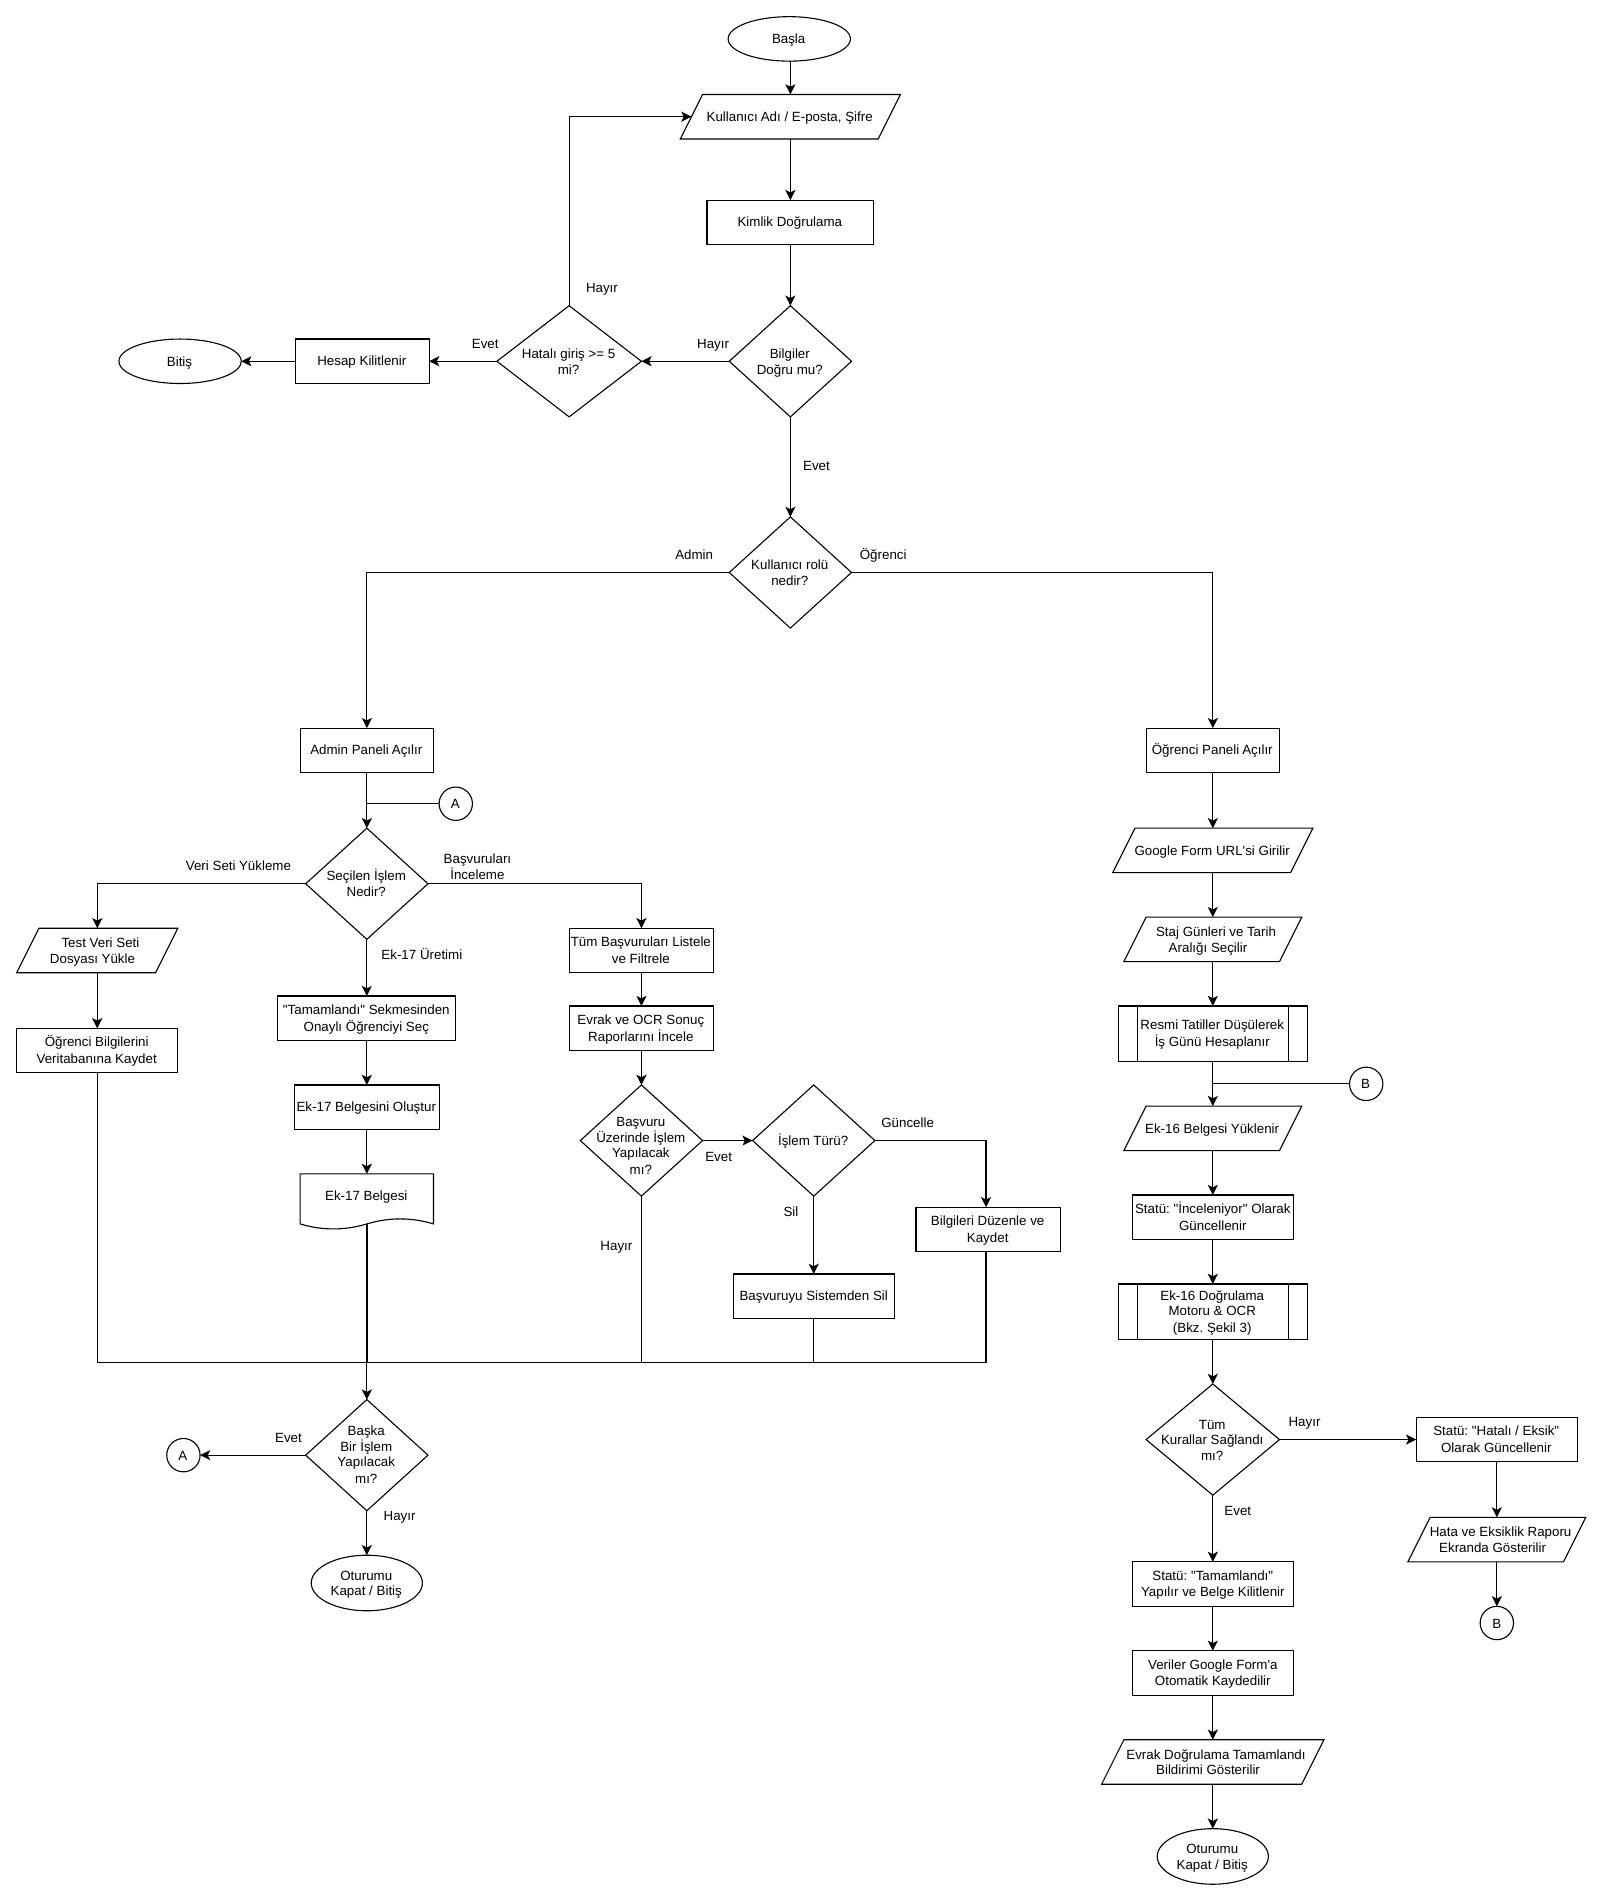 Başla
Kullanıcı Adı / E-posta, Şifre
Kimlik Doğrulama
Hayır
Bilgiler
Doğru mu?
Hayır
Hatalı giriş >= 5
mi?
Evet
Hesap Kilitlenir
Bitiş
Evet
Kullanıcı rolü
nedir?
Admin
Öğrenci
Admin Paneli Açılır
A
Seçilen İşlem
Nedir?
Veri Seti Yükleme
Başvuruları
İnceleme
Ek-17 Üretimi
Test Veri Seti
Dosyası Yükle
Öğrenci Bilgilerini
Veritabanına Kaydet
"Tamamlandı" Sekmesinden
Onaylı Öğrenciyi Seç
Ek-17 Belgesini Oluştur
Ek-17 Belgesi
Tüm Başvuruları Listele
ve Filtrele
Evrak ve OCR Sonuç
Raporlarını İncele
Başvuru
Üzerinde İşlem
Yapılacak
mı?
Evet
Hayır
İşlem Türü?
Güncelle
Sil
Bilgileri Düzenle ve
Kaydet
Başvuruyu Sistemden Sil
Başka
Bir İşlem
Yapılacak
mı?
Evet
A
Hayır
Oturumu
Kapat / Bitiş
Öğrenci Paneli Açılır
Google Form URL'si Girilir
Staj Günleri ve Tarih
Aralığı Seçilir
Resmi Tatiller Düşülerek
İş Günü Hesaplanır
B
Ek-16 Belgesi Yüklenir
Statü: "İnceleniyor" Olarak
Güncellenir
Ek-16 Doğrulama
Motoru & OCR
(Bkz. Şekil 3)
Tüm
Kurallar Sağlandı
mı?
Hayır
Statü: "Hatalı / Eksik"
Olarak Güncellenir
Hata ve Eksiklik Raporu
Ekranda Gösterilir
B
Evet
Statü: "Tamamlandı"
Yapılır ve Belge Kilitlenir
Veriler Google Form'a
Otomatik Kaydedilir
Evrak Doğrulama Tamamlandı
Bildirimi Gösterilir
Oturumu
Kapat / Bitiş